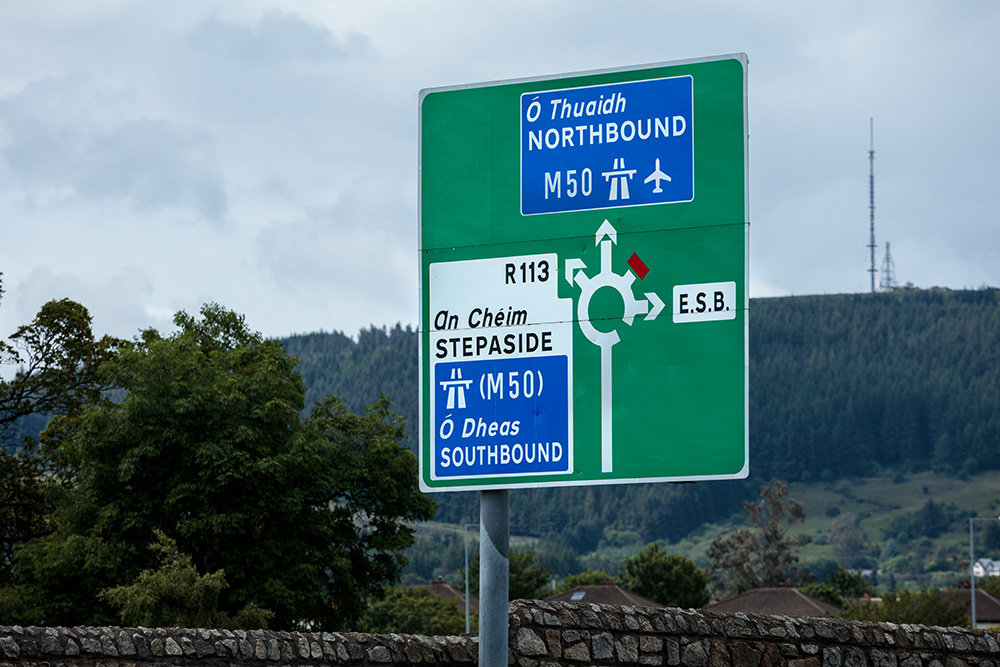 Ó Thuaidh
NORTHBOUND
M50
R113
An Chéim
STEPASIDE
(M50)
Ó Dheas
SOUTHBOUND
E.S.B.